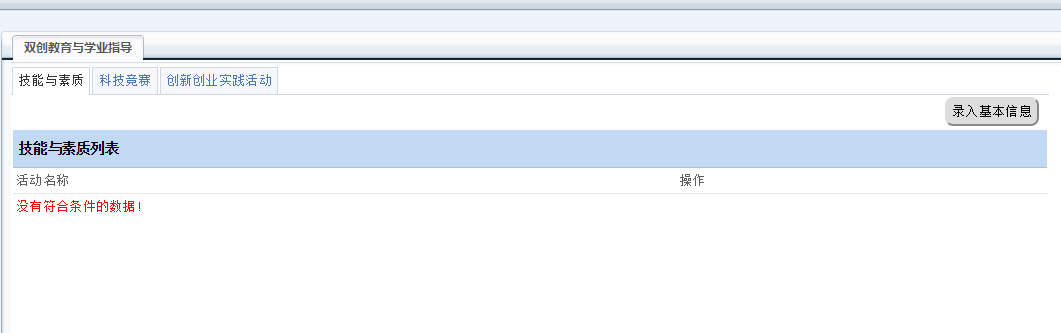 双创教育与学业指导
技能与素质 科技竞赛 创新创业实践活动
录入基本信息
技能与素质列表
活动名称 操作
没有符合条件的数据!